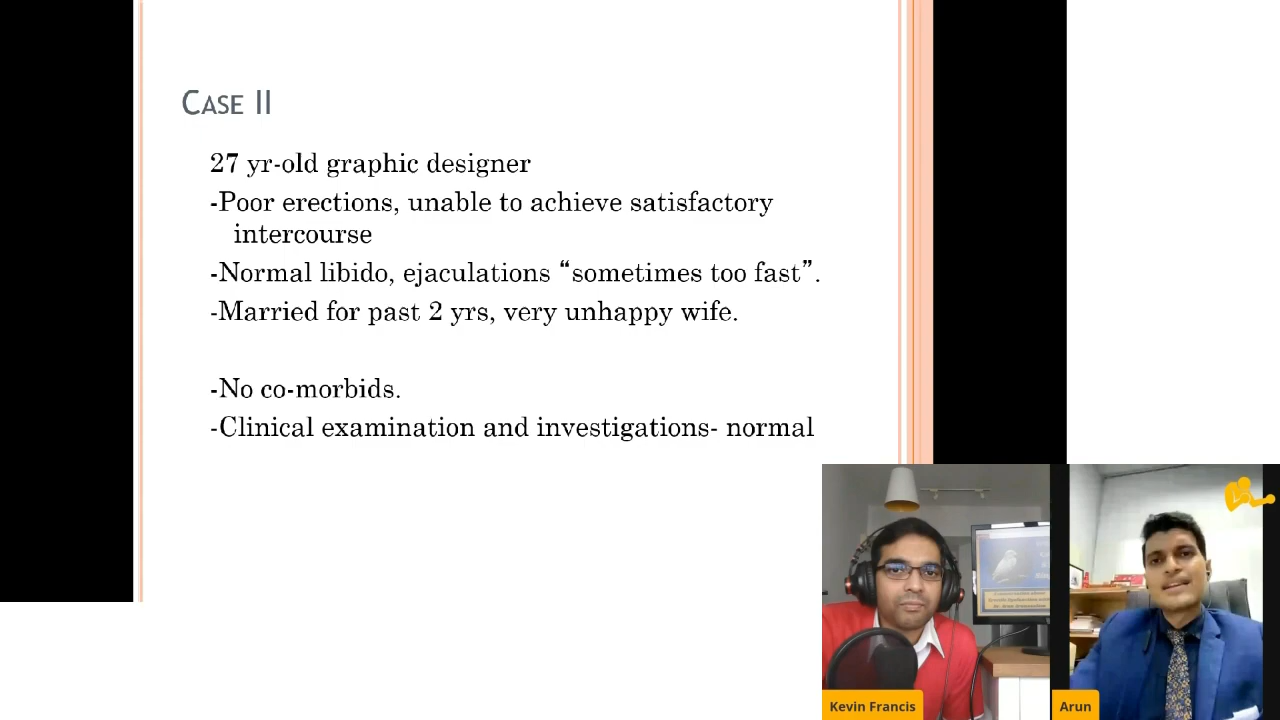 CASE II
27 yr-old graphic designer
-Poor erections, unable to achieve satisfactory
intercourse
-Normal libido, ejaculations “sometimes too fast”.
-Married for past 2 yrs, very unhappy wife.
-No co-morbids.
-Clinical examination and investigations- normal
Kevin Francis
Arun